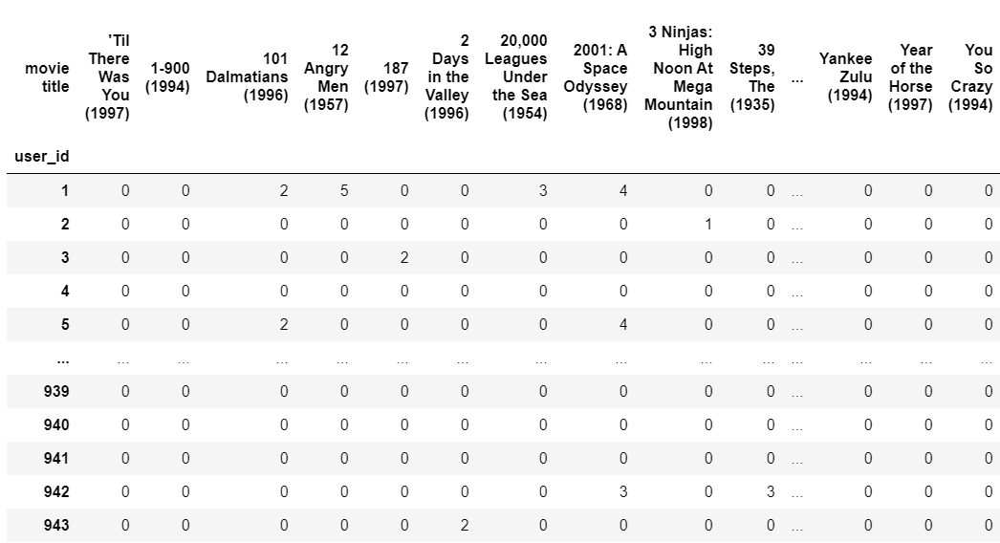 movie title 'Til There Was You (1997) 1-900 (1994) 101 Dalmatians (1996) 12 Angry Men (1957) 187 (1997) 2 Days in the Valley (1996) 20,000 Leagues Under the Sea (1954) 2001: A Space Odyssey (1968) 3 Ninjas: High Noon At Mega Mountain (1998) 39 Steps, The (1935) ... Yankee Zulu (1994) Year of the Horse (1997) You So Crazy (1994)
user_id
1 0 0 2 5 0 0 3 4 0 0 ... 0 0 0
2 0 0 0 0 0 0 0 0 1 0 ... 0 0 0
3 0 0 0 0 2 0 0 0 0 0 ... 0 0 0
4 0 0 0 0 0 0 0 0 0 0 ... 0 0 0
5 0 0 2 0 0 0 0 4 0 0 ... 0 0 0
... ... ... ... ... ... ... ... ... ... ... ... ... ... ...
939 0 0 0 0 0 0 0 0 0 0 ... 0 0 0
940 0 0 0 0 0 0 0 0 0 0 ... 0 0 0
941 0 0 0 0 0 0 0 0 0 0 ... 0 0 0
942 0 0 0 0 0 0 0 3 0 3 ... 0 0 0
943 0 0 0 0 0 2 0 0 0 0 ... 0 0 0